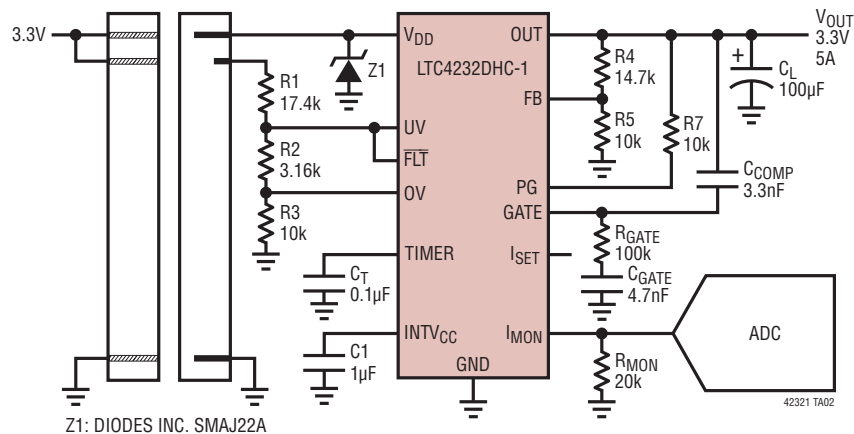 3.3V
VDD
OUT
LTC4232DHC-1
Z1
R1
17.4k
UV
FLT
R2
3.16k
OV
R3
10k
TIMER
CT
0.1µF
INTVCC
C1
1µF
GND
R4
14.7k
FB
R5
10k
R7
10k
PG
GATE
ISET
IMON
+
CL
100µF
VOUT
3.3V
5A
CCOMP
3.3nF
RGATE
100k
CGATE
4.7nF
ADC
RMON
20k
42321 TA02
Z1: DIODES INC. SMAJ22A